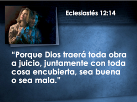 Eclesiastés 12:14
“Porque Dios traerá toda obra
a juicio, juntamente con toda
cosa encubierta, sea buena
o sea mala.”